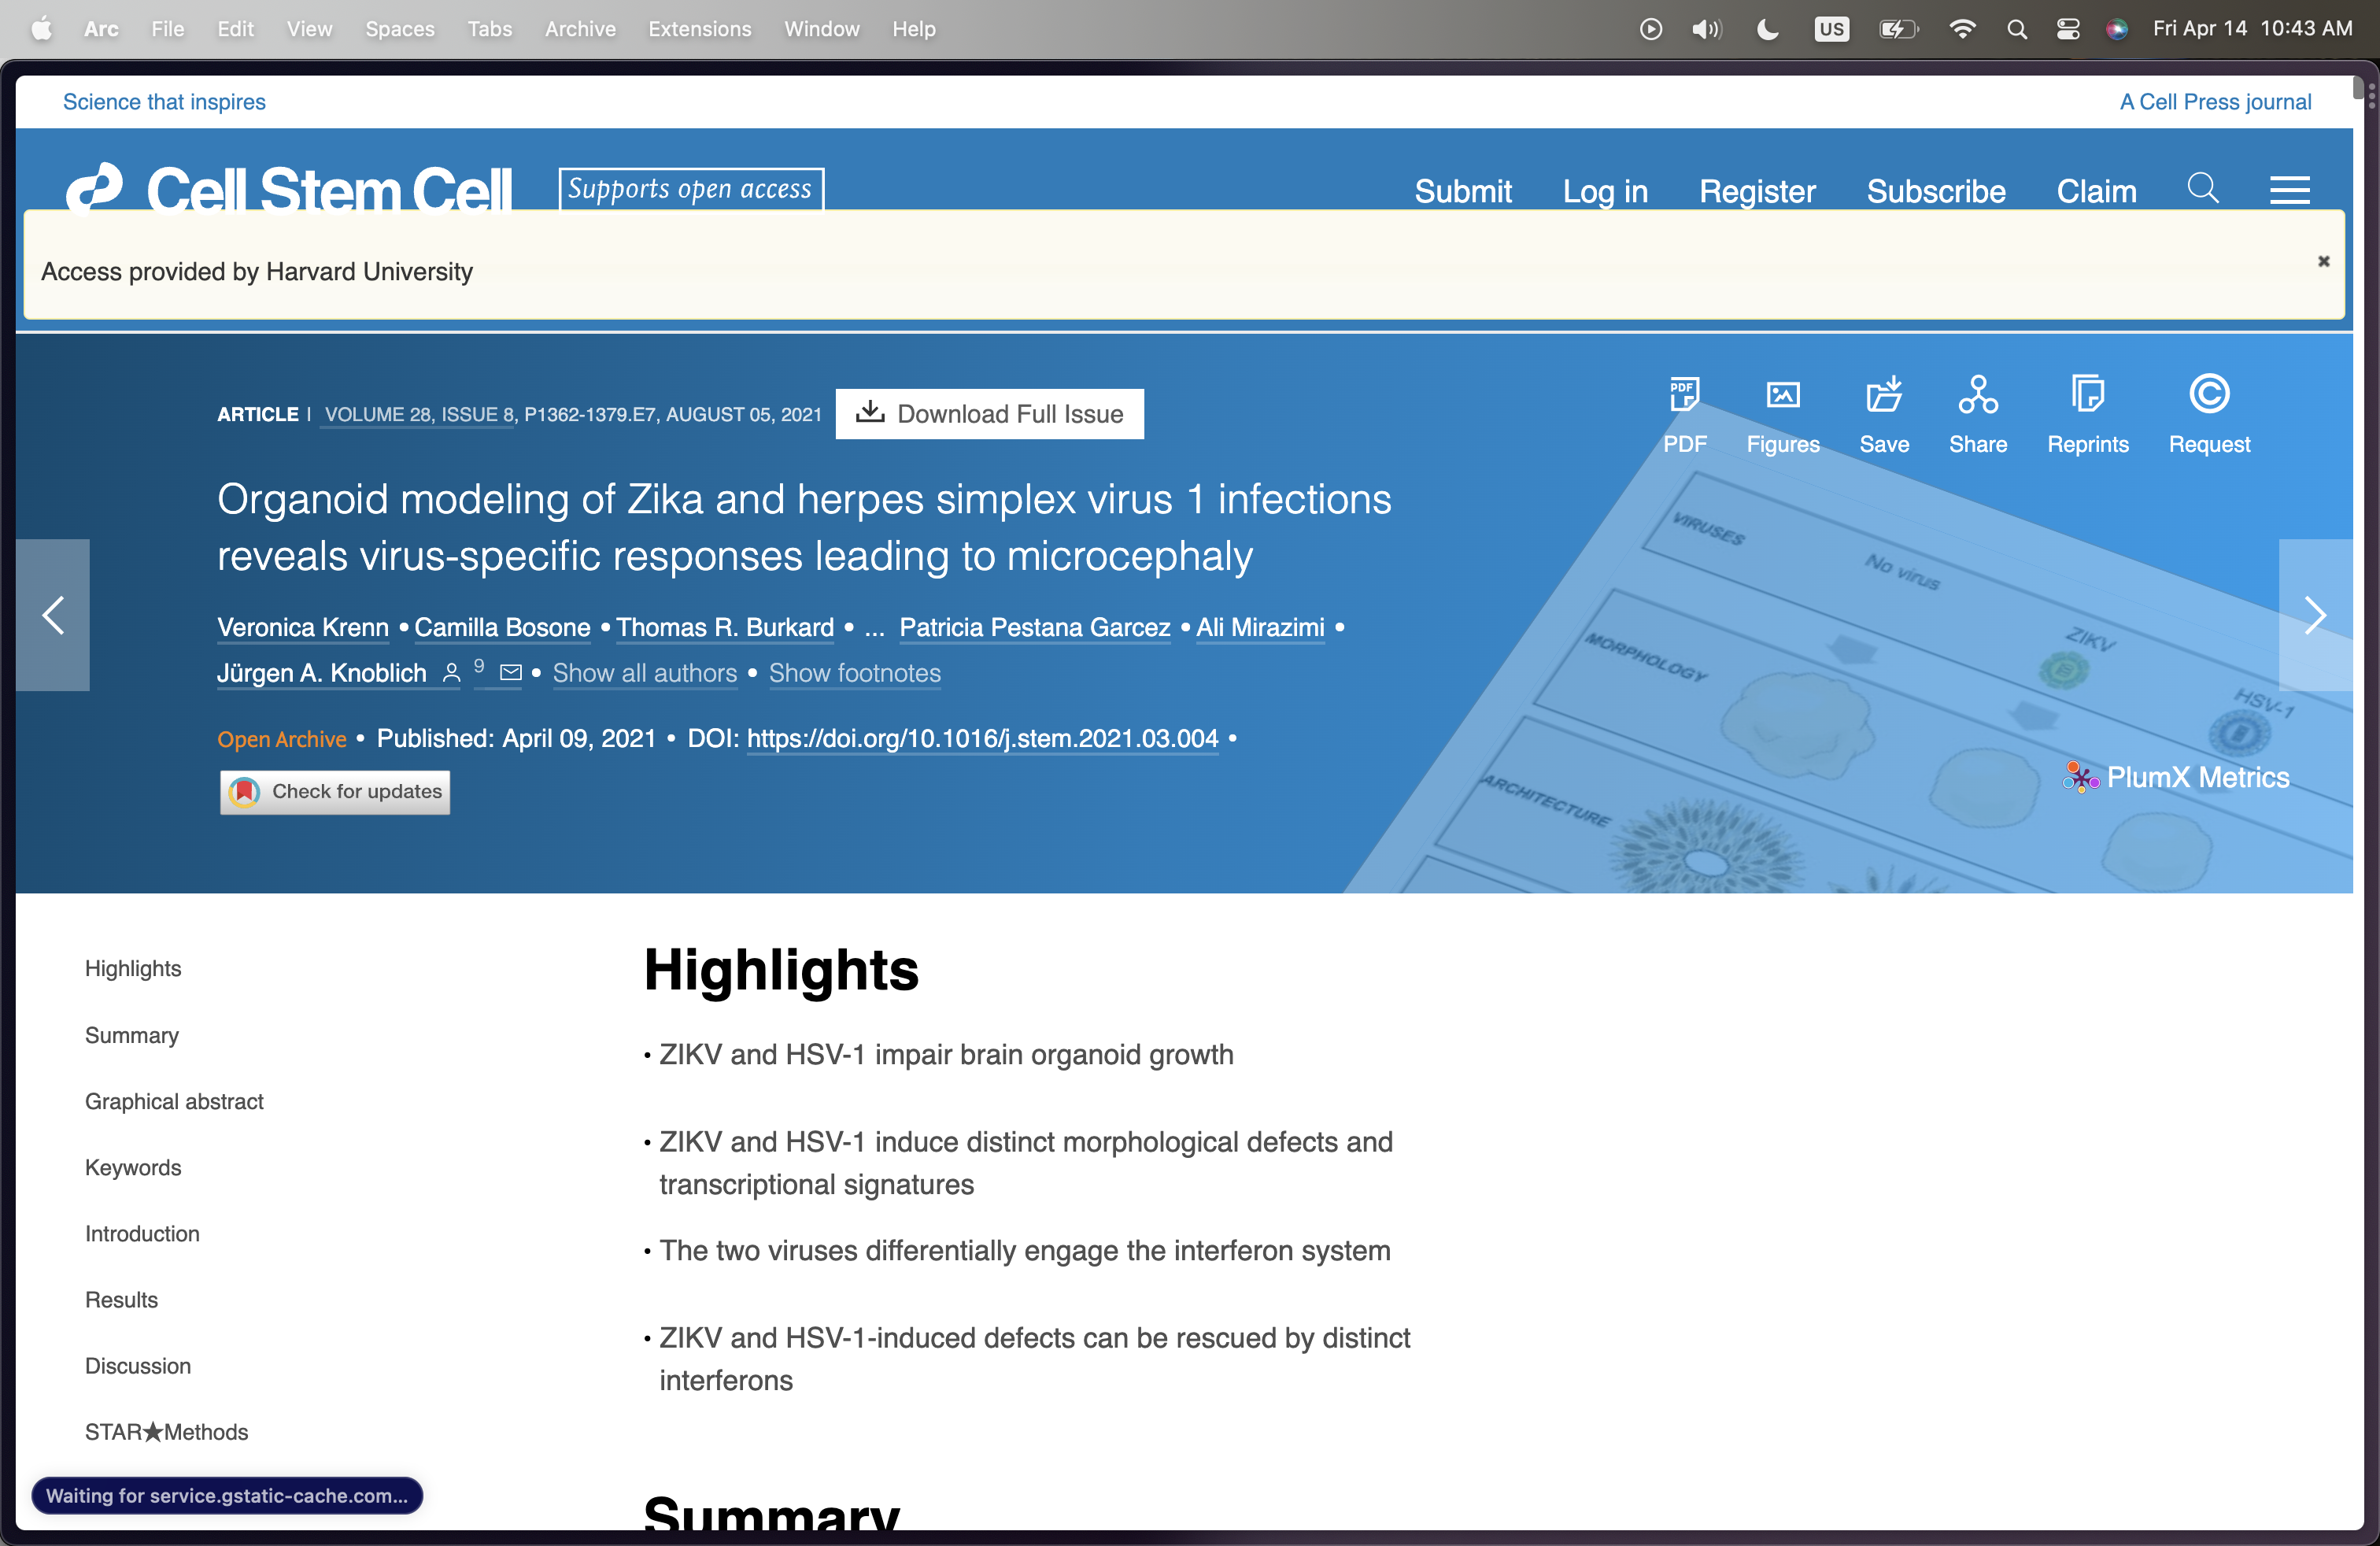 Arc File Edit View Spaces Tabs Archive Extensions Window Help US Fri Apr 14 10:43 AM
Science that inspires
A Cell Press journal
Cell Stem Cell
Supports open access
Submit Log in Register Subscribe Claim
Access provided by Harvard University
ARTICLE | VOLUME 28, ISSUE 8, P1362-1379.E7, AUGUST 05, 2021
Download Full Issue
PDF
PDF Figures Save Share Reprints Request
Organoid modeling of Zika and herpes simplex virus 1 infections
reveals virus-specific responses leading to microcephaly
Veronica Krenn • Camilla Bosone • Thomas R. Burkard • ... Patricia Pestana Garcez • Ali Mirazimi •
Jürgen A. Knoblich 9 • Show all authors • Show footnotes
Open Archive • Published: April 09, 2021 • DOI: https://doi.org/10.1016/j.stem.2021.03.004 •
Check for updates
VIRUSES
No virus
ZIKV
HSV-1
MORPHOLOGY
ARCHITECTURE
PlumX Metrics
Highlights
Summary
Graphical abstract
Keywords
Introduction
Results
Discussion
STAR★Methods
Highlights
• ZIKV and HSV-1 impair brain organoid growth
• ZIKV and HSV-1 induce distinct morphological defects and
transcriptional signatures
• The two viruses differentially engage the interferon system
• ZIKV and HSV-1-induced defects can be rescued by distinct
interferons
Summary
Waiting for service.gstatic-cache.com...